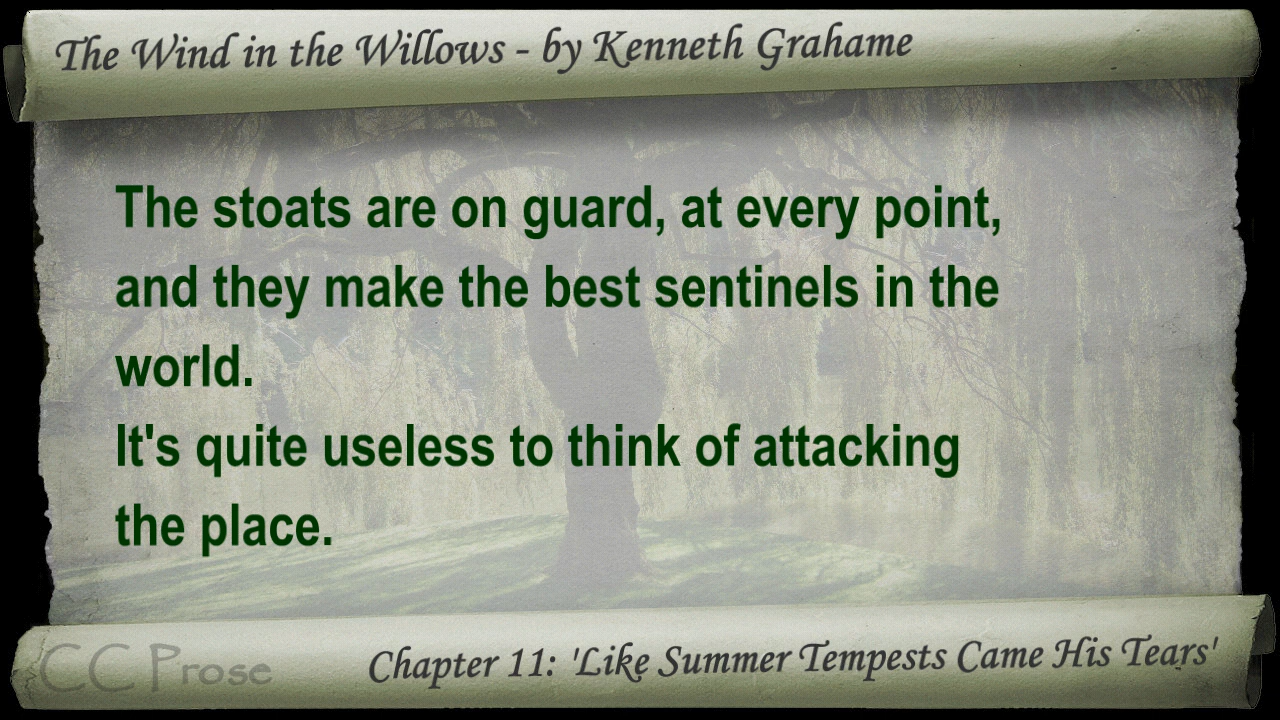 The Wind in the Willows - by Kenneth Grahame
The stoats are on guard, at every point,
and they make the best sentinels in the
world.
It's quite useless to think of attacking
the place.
CC Prose
Chapter 11: 'Like Summer Tempests Came His Tears'